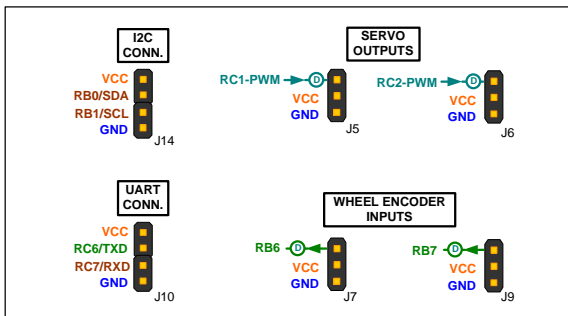 I2C
CONN.
VCC
RB0/SDA
RB1/SCL
GND
J14
SERVO
OUTPUTS
RC1-PWM
D
VCC
GND
J5
RC2-PWM
D
VCC
GND
J6
UART
CONN.
VCC
RC6/TXD
RC7/RXD
GND
J10
WHEEL ENCODER
INPUTS
RB6
D
VCC
GND
J7
RB7
D
VCC
GND
J9